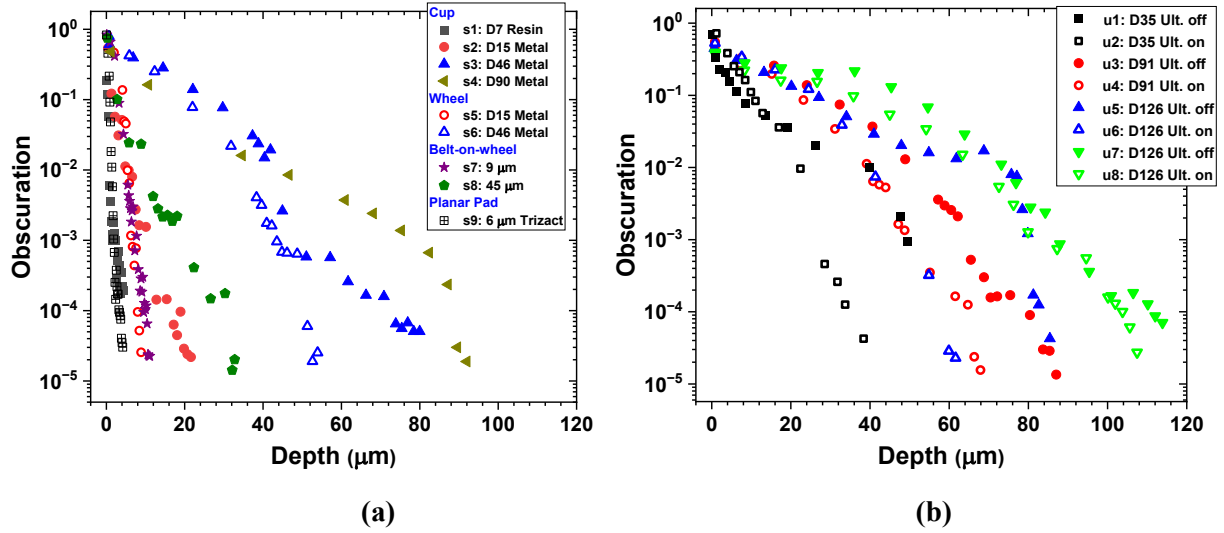 Obscuration
10⁰
10⁻¹
10⁻²
10⁻³
10⁻⁴
10⁻⁵
0 20 40 60 80 100 120
Depth (μm)
Cup
s1: D7 Resin
s2: D15 Metal
s3: D46 Metal
s4: D90 Metal
Wheel
s5: D15 Metal
s6: D46 Metal
Belt-on-wheel
s7: 9 μm
s8: 45 μm
Planar Pad
s9: 6 μm Trizact
(a)
Obscuration
10⁰
10⁻¹
10⁻²
10⁻³
10⁻⁴
10⁻⁵
0 20 40 60 80 100 120
Depth (μm)
u1: D35 Ult. off
u2: D35 Ult. on
u3: D91 Ult. off
u4: D91 Ult. on
u5: D126 Ult. off
u6: D126 Ult. on
u7: D126 Ult. off
u8: D126 Ult. on
(b)